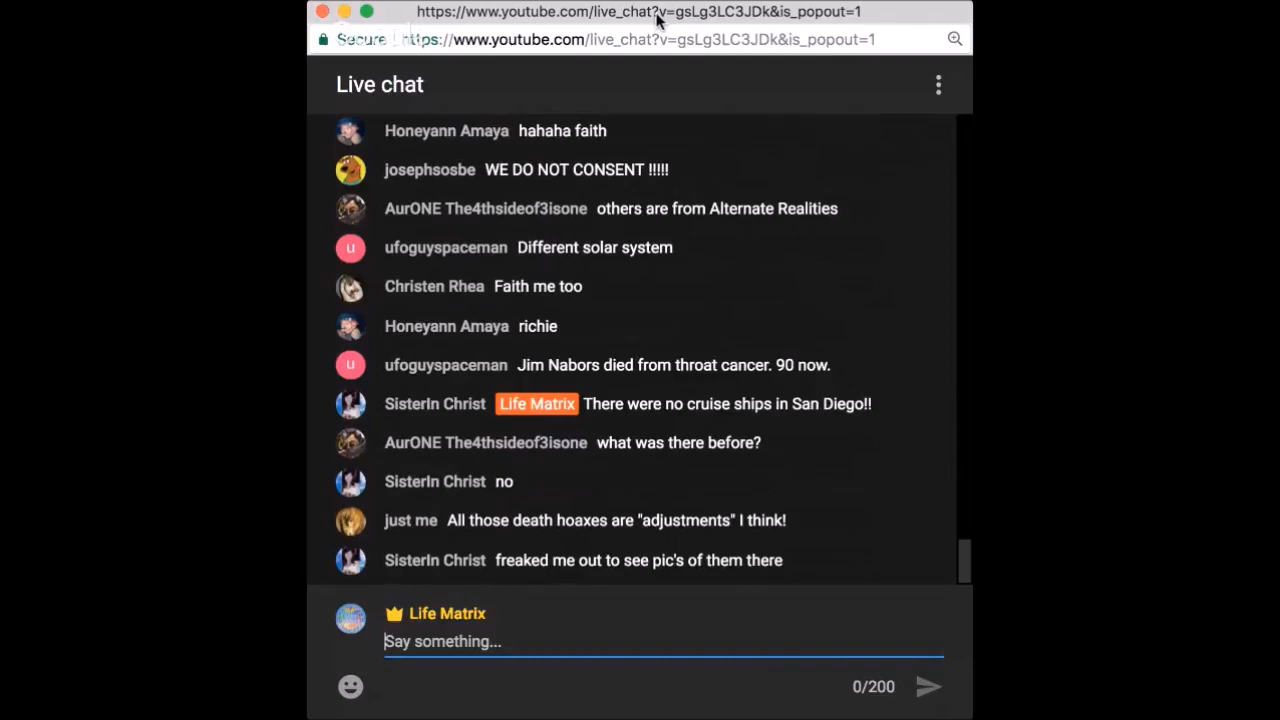 https://www.youtube.com/live_chat?v=gsLg3LC3JDk&is_popout=1
Secure https://www.youtube.com/live_chat?v=gsLg3LC3JDk&is_popout=1
Live chat
Honeyann Amaya hahaha faith
josephsosbe WE DO NOT CONSENT !!!!!
AurONE The4thsideof3isone others are from Alternate Realities
u ufoguyspaceman Different solar system
Christen Rhea Faith me too
Honeyann Amaya richie
u ufoguyspaceman Jim Nabors died from throat cancer. 90 now.
SisterIn Christ Life Matrix There were no cruise ships in San Diego!!
AurONE The4thsideof3isone what was there before?
SisterIn Christ no
just me All those death hoaxes are "adjustments" I think!
SisterIn Christ freaked me out to see pic's of them there
Life Matrix
Say something...
0/200